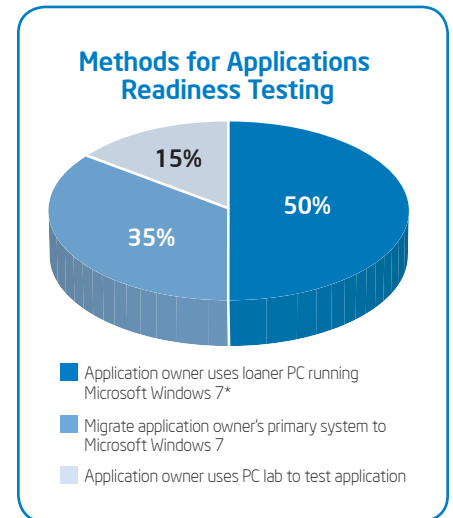 Methods for Applications
Readiness Testing
15%
50%
35%
Application owner uses loaner PC running
Microsoft Windows 7*
Migrate application owner's primary system to
Microsoft Windows 7
Application owner uses PC lab to test application